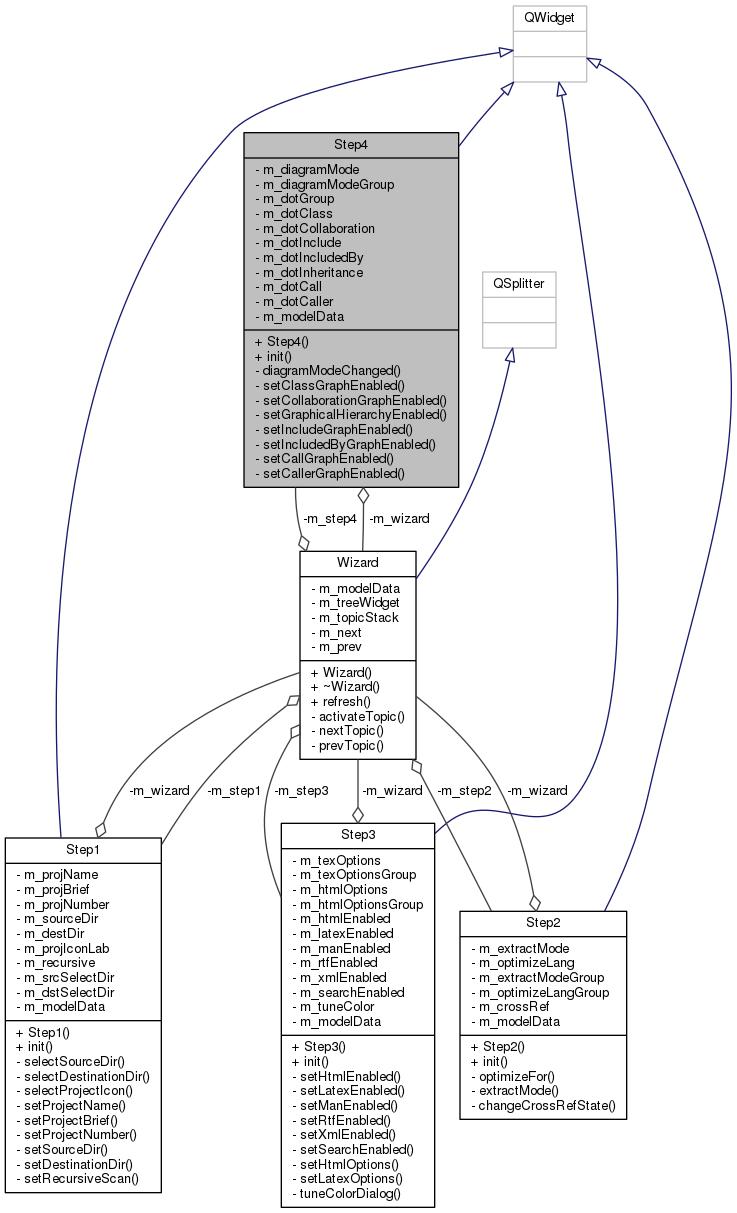 QWidget
Step4
- m_diagramMode
- m_diagramModeGroup
- m_dotGroup
- m_dotClass
- m_dotCollaboration
- m_dotInclude
- m_dotIncludedBy
- m_dotInheritance
- m_dotCall
- m_dotCaller
- m_modelData
+ Step4()
+ init()
- diagramModeChanged()
- setClassGraphEnabled()
- setCollaborationGraphEnabled()
- setGraphicalHierarchyEnabled()
- setIncludeGraphEnabled()
- setIncludedByGraphEnabled()
- setCallGraphEnabled()
- setCallerGraphEnabled()
QSplitter
-m_step4
-m_wizard
Wizard
- m_modelData
- m_treeWidget
- m_topicStack
- m_next
- m_prev
+ Wizard()
+ ~Wizard()
+ refresh()
- activateTopic()
- nextTopic()
- prevTopic()
-m_wizard
-m_step1
-m_step3
-m_wizard
-m_step2
-m_wizard
Step1
- m_projName
- m_projBrief
- m_projNumber
- m_sourceDir
- m_destDir
- m_projIconLab
- m_recursive
- m_srcSelectDir
- m_dstSelectDir
- m_modelData
+ Step1()
+ init()
- selectSourceDir()
- selectDestinationDir()
- selectProjectIcon()
- setProjectName()
- setProjectBrief()
- setProjectNumber()
- setSourceDir()
- setDestinationDir()
- setRecursiveScan()
Step3
- m_texOptions
- m_texOptionsGroup
- m_htmlOptions
- m_htmlOptionsGroup
- m_htmlEnabled
- m_latexEnabled
- m_manEnabled
- m_rtfEnabled
- m_xmlEnabled
- m_searchEnabled
- m_tuneColor
- m_modelData
+ Step3()
+ init()
- setHtmlEnabled()
- setLatexEnabled()
- setManEnabled()
- setRtfEnabled()
- setXmlEnabled()
- setSearchEnabled()
- setHtmlOptions()
- setLatexOptions()
- tuneColorDialog()
Step2
- m_extractMode
- m_optimizeLang
- m_extractModeGroup
- m_optimizeLangGroup
- m_crossRef
- m_modelData
+ Step2()
+ init()
- optimizeFor()
- extractMode()
- changeCrossRefState()